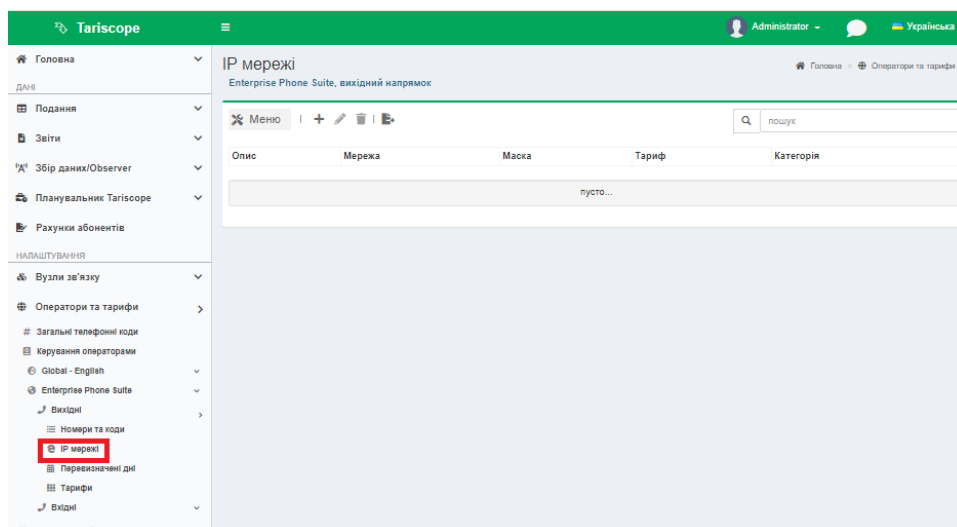 Tariscope
Administrator
Українська
Головна
ДАНІ
Подання
Звіти
Збір даних/Observer
Планувальник Tariscope
Рахунки абонентів
НАЛАШТУВАННЯ
Вузли зв'язку
Оператори та тарифи
Загальні телефонні коди
Керування операторами
Global - English
Enterprise Phone Suite
Вихідні
Номери та коди
IP мережі
Перевизначені дні
Тарифи
Вхідні
IP мережі
Enterprise Phone Suite, вихідний напрямок
Головна > Оператори та тарифи
Меню
пошук
Опис Мережа Маска Тариф Категорія
пусто...